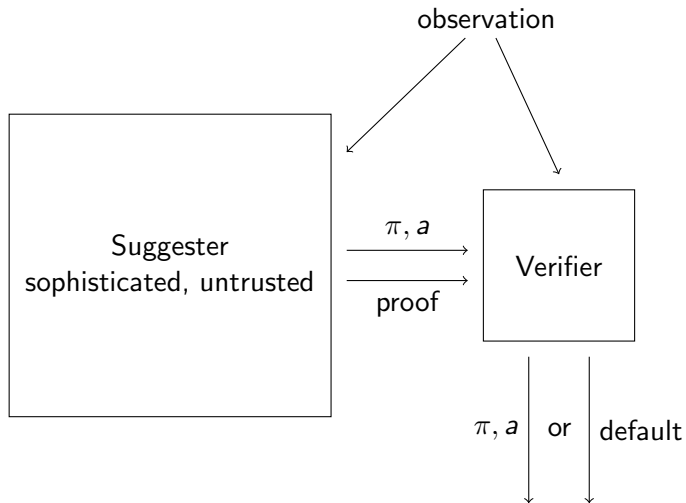 observation
Suggester
sophisticated, untrusted
π, a
proof
Verifier
π, a or default